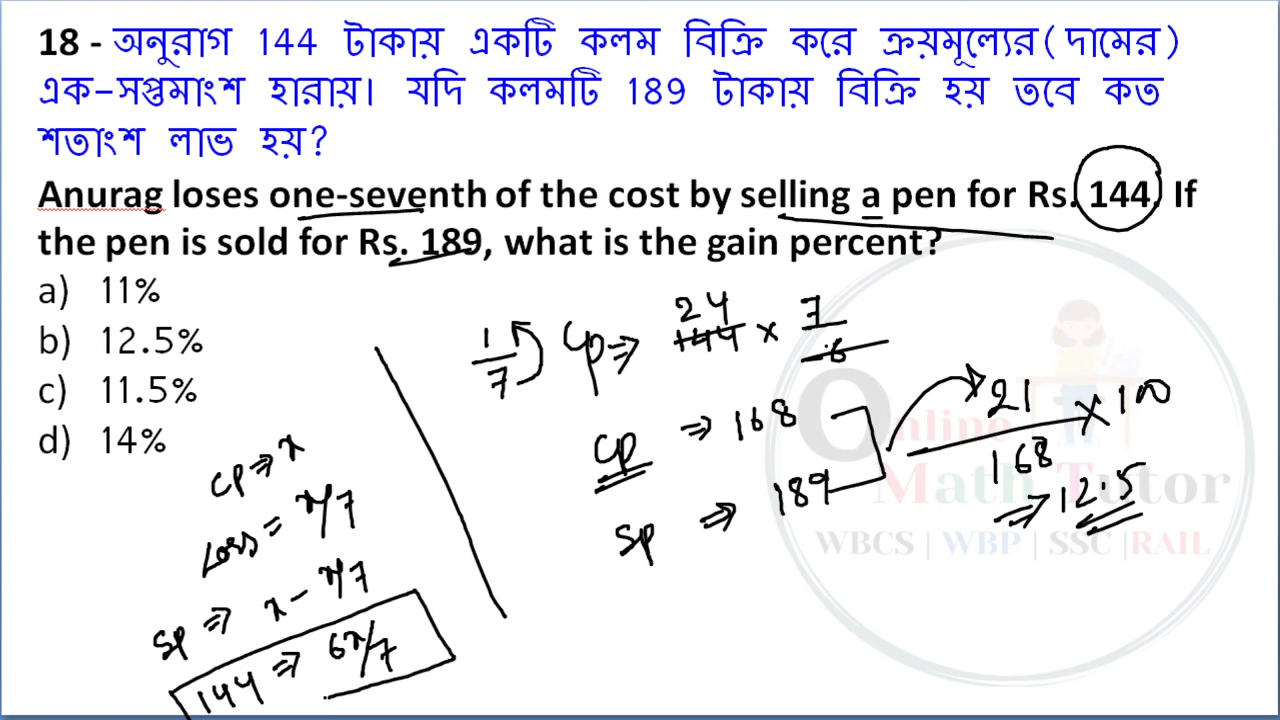 18 - অনুরাগ 144 টাকায় একটি কলম বিক্রি করে ক্রয়মূল্যের(দামের)
এক-সপ্তমাংশ হারায়। যদি কলমটি 189 টাকায় বিক্রি হয় তবে কত
শতাংশ লাভ হয়?
Anurag loses one-seventh of the cost by selling a pen for Rs. 144. If
the pen is sold for Rs. 189, what is the gain percent?
a) 11%
b) 12.5%
c) 11.5%
d) 14%
1/7 CP ⇒ 24
144 × 7/6
CP ⇒ 168
SP ⇒ 189
21/168 × 100
⇒ 12.5
CP ⇒ x
Loss = x/7
SP ⇒ x - x/7
144 ⇒ 6x/7
Online
Math Tutor
WBCS | WBP | SSC |RAIL